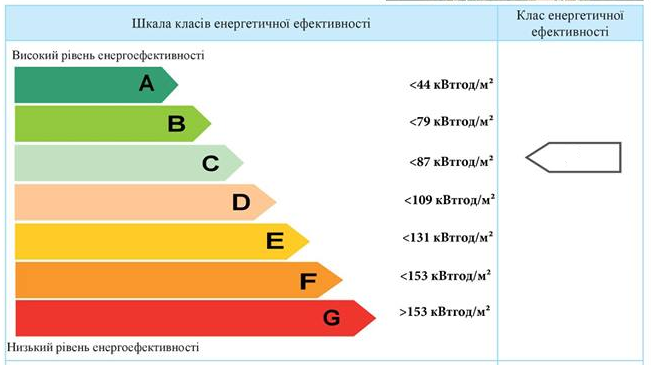 Шкала класів енергетичної ефективності
Клас енергетичної
ефективності
Високий рівень енергоефективності
A <44 кВтгод/м²
B <79 кВтгод/м²
C <87 кВтгод/м²
D <109 кВтгод/м²
E <131 кВтгод/м²
F <153 кВтгод/м²
G >153 кВтгод/м²
Низький рівень енергоефективності